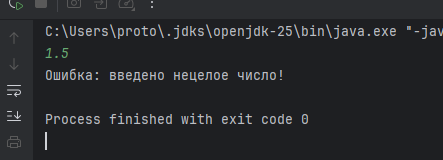 C:\Users\proto\.jdks\openjdk-25\bin\java.exe "-jav
1.5
Ошибка: введено нецелое число!
Process finished with exit code 0